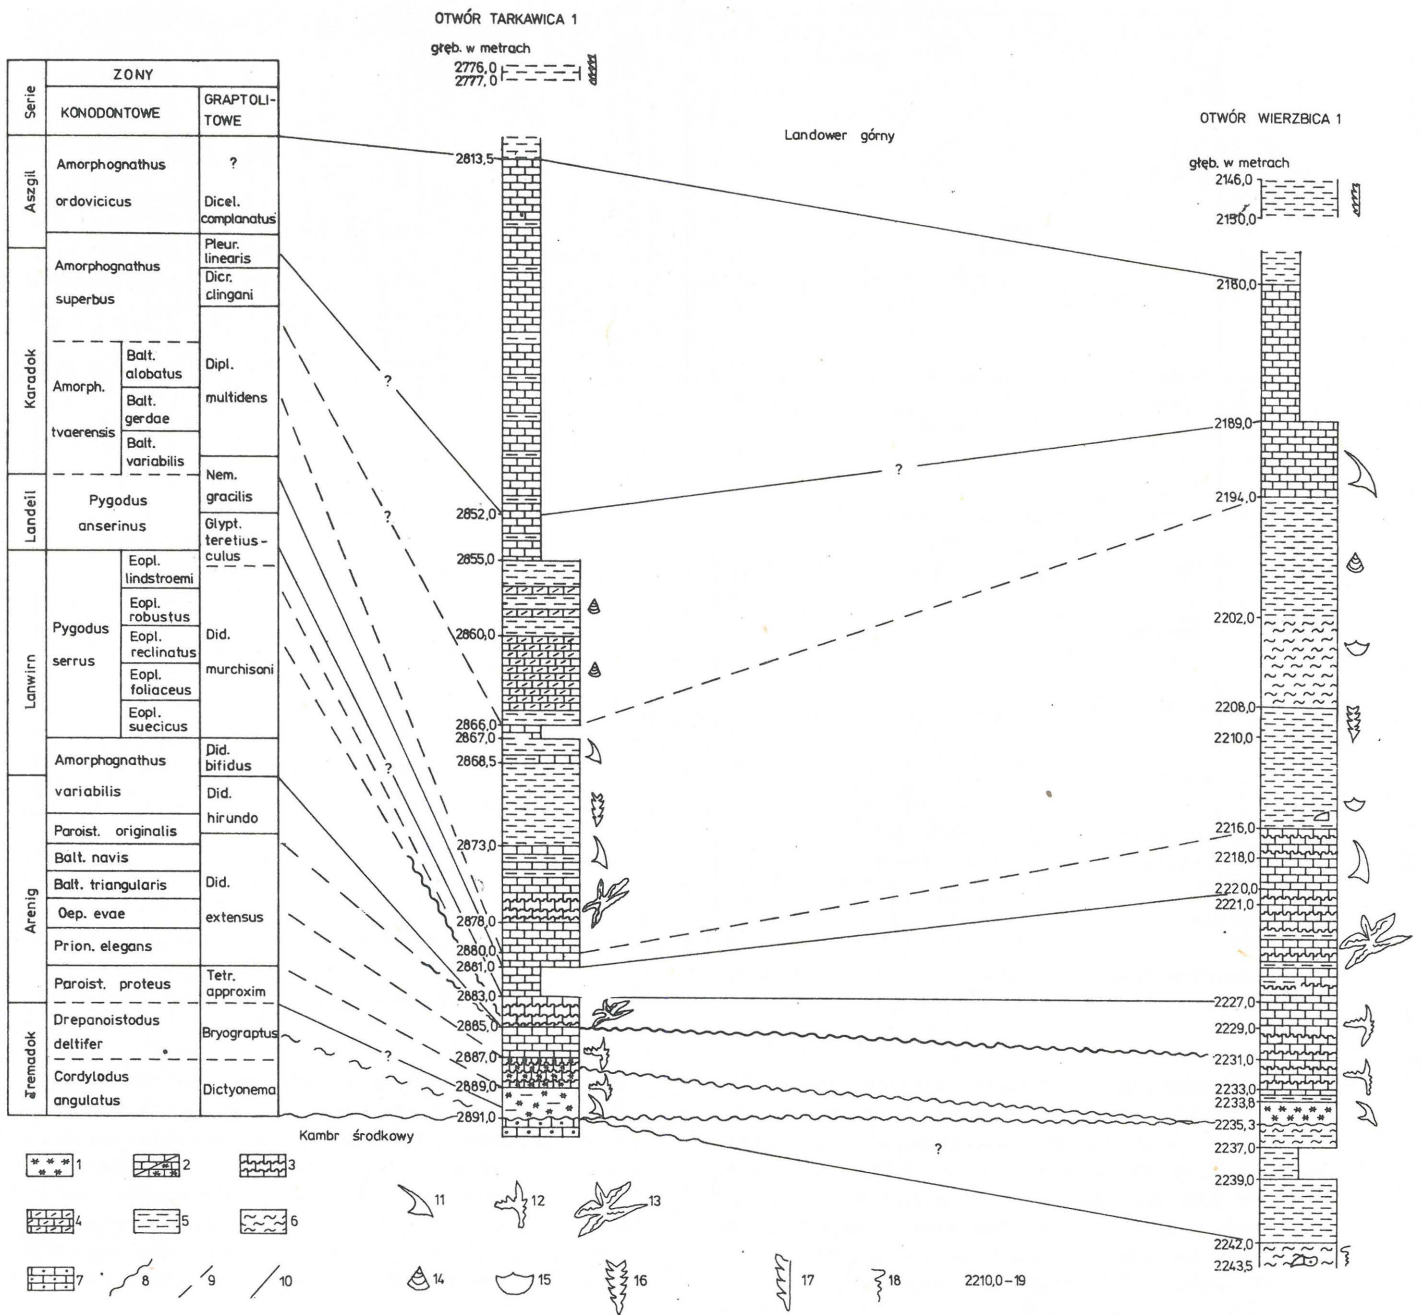 OTWÓR TARKAWICA 1
głęb. w metrach
2776,0
2777,0
2813,5
2852,0
2855,0
2860,0
2866,0
2867,0
2868,5
2873,0
2878,0
2880,0
2881,0
2883,0
2885,0
2887,0
2889,0
2891,0
Landower górny
OTWÓR WIERZBICA 1
głęb. w metrach
2146,0
2150,0
2160,0
2189,0
2194,0
2202,0
2208,0
2210,0
2216,0
2218,0
2220,0
2221,0
2227,0
2229,0
2231,0
2233,0
2233,8
2235,3
2237,0
2239,0
2242,0
2243,5
Serie
ZONY
KONODONTOWE
GRAPTOLI-
TOWE
Aszgil
Amorphognathus
ordovicicus
?
Dicel.
complanatus
Karadok
Amorphognathus
superbus
Pleur.
linearis
Dicr.
clingani
Amorph.
tvaerensis
Balt.
alobatus
Balt.
gerdae
Balt.
variabilis
Dipl.
multidens
Nem.
gracilis
Landeil
Pygodus
anserinus
Glypt.
teretius-
culus
Lanwirn
Pygodus
serrus
Eopl.
lindstroemi
Eopl.
robustus
Eopl.
reclinatus
Eopl.
foliaceus
Eopl.
suecicus
Did.
murchisoni
Amorphognathus
variabilis
Did.
bifidus
Arenig
Did.
hirundo
Paroist. originalis
Balt. navis
Balt. triangularis
Oep. evae
Prion. elegans
Did.
extensus
Paroist. proteus
Tetr.
approxim
Tremadok
Drepanoistodus
deltifer
Bryograptus
Cordylodus
angulatus
Dictyonema
?
?
?
?
?
?
Kambr środkowy
1
2
3
4
5
6
7
8
9
10
11
12
13
14
15
16
17
18
2210,0-19